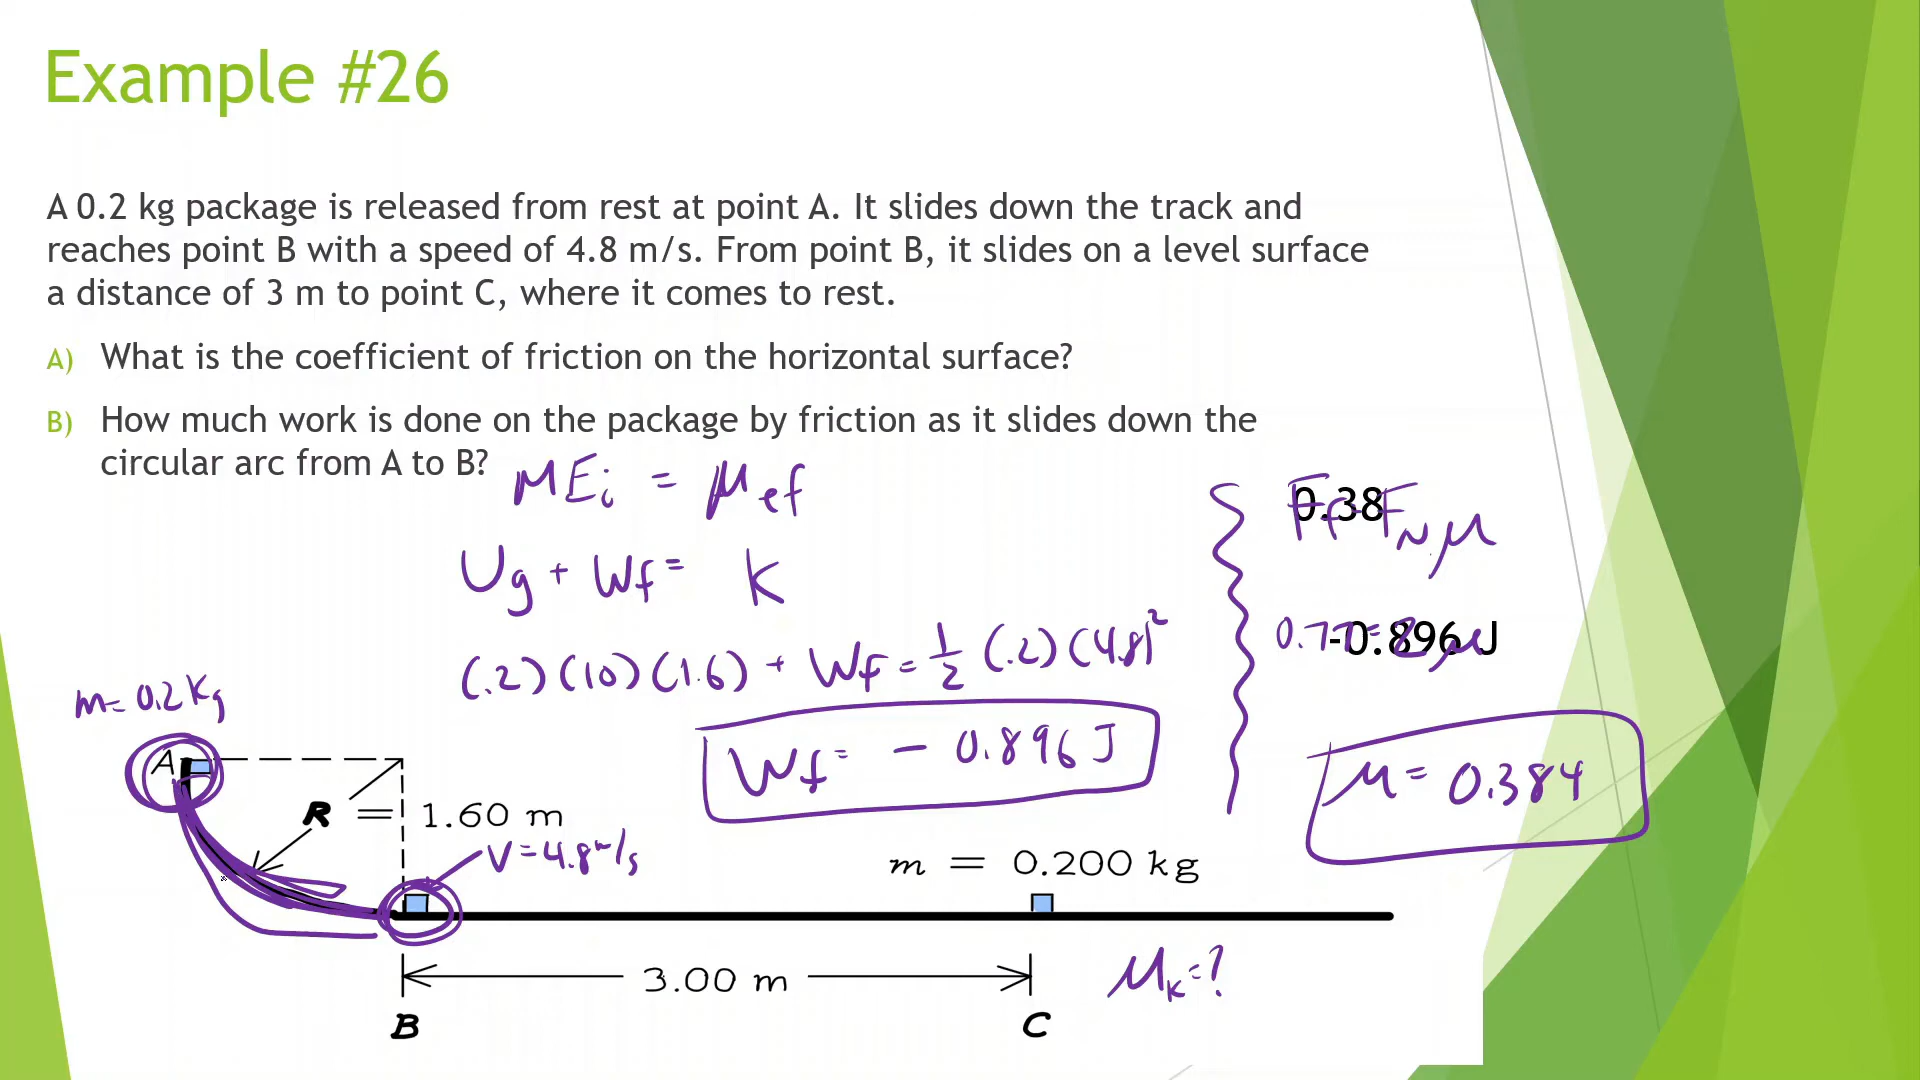 Example #26
A 0.2 kg package is released from rest at point A. It slides down the track and
reaches point B with a speed of 4.8 m/s. From point B, it slides on a level surface
a distance of 3 m to point C, where it comes to rest.
A) What is the coefficient of friction on the horizontal surface?
B) How much work is done on the package by friction as it slides down the
circular arc from A to B?
MEi = Mef
Ug + Wf = K
(.2)(10)(1.6) + Wf = 1/2 (.2)(4.8)²
Wf = - 0.896 J
0.38
Ff = FN μ
-0.896 J
0.77 = 2 μ
μ = 0.384
m = 0.2 kg
A
R = 1.60 m
V = 4.8 m/s
m = 0.200 kg
3.00 m
μk = ?
B
C